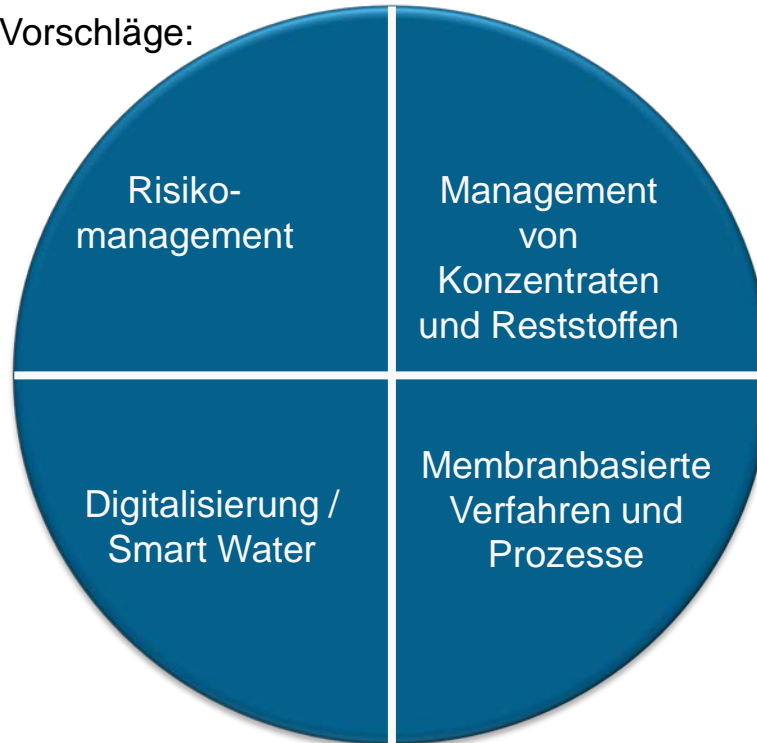 Vorschläge:
Risiko-
management
Management
von
Konzentraten
und Reststoffen
Digitalisierung /
Smart Water
Membranbasierte
Verfahren und
Prozesse